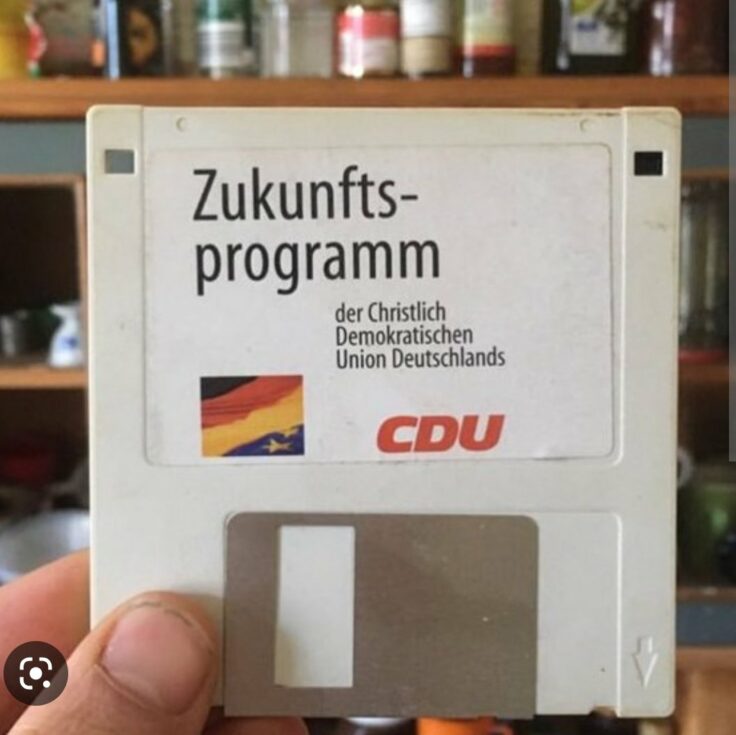 Zukunfts-
programm
der Christlich
Demokratischen
Union Deutschlands
CDU